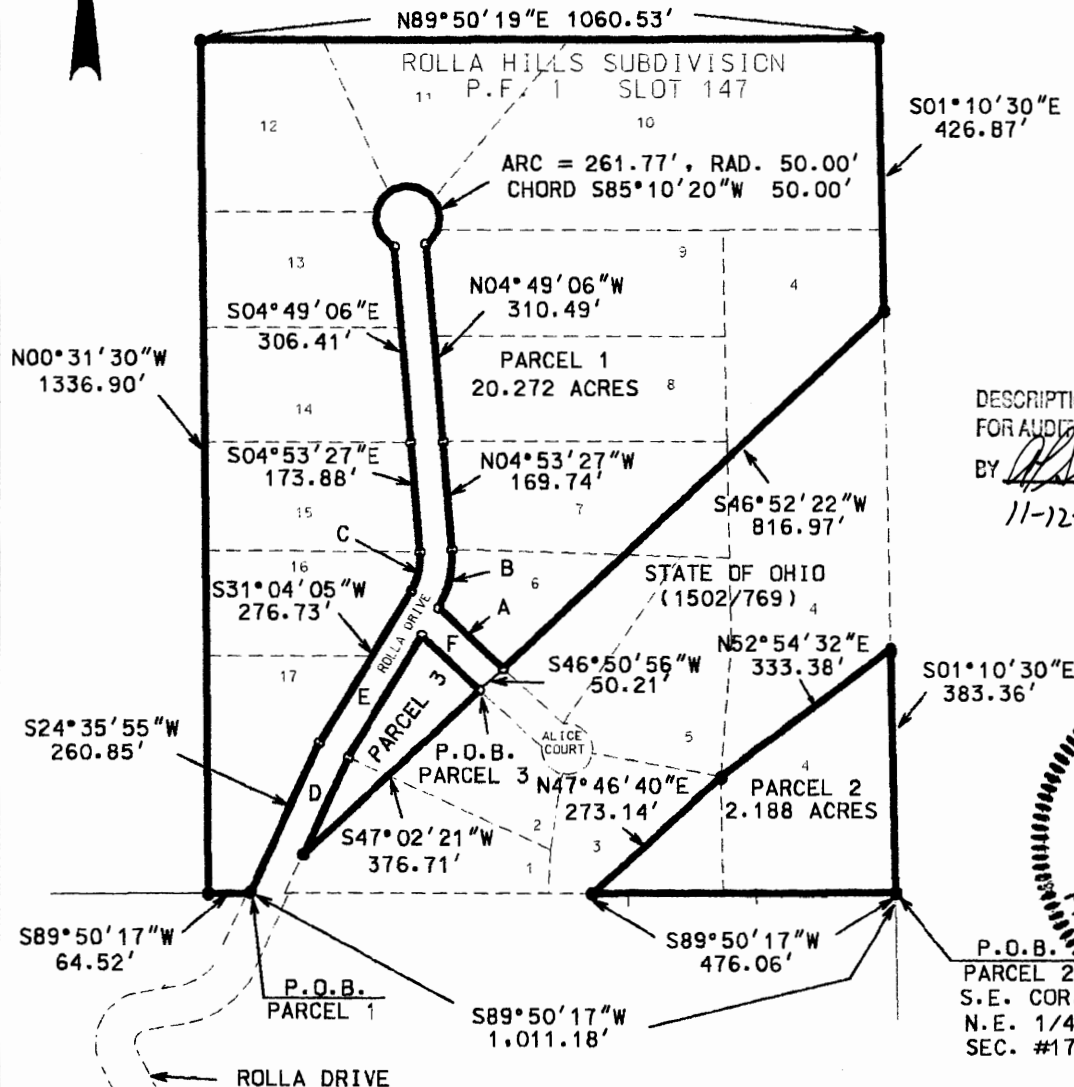 N89°50'19"E 1060.53'
ROLLA HILLS SUBDIVISION
P.F. 1 SLOT 147
11
12
10
S01°10'30"E
426.87'
ARC = 261.77', RAD. 50.00'
CHORD S85°10'20"W 50.00'
13
9
4
S04°49'06"E
306.41'
N04°49'06"W
310.49'
N00°31'30"W
1336.90'
PARCEL 1
20.272 ACRES
8
14
DESCRIPTI
FOR AUDIT
BY
11-12-
S04°53'27"E
173.88'
N04°53'27"W
169.74'
S46°52'22"W
816.97'
15
7
C
16
B
6
A
S31°04'05"W
276.73'
STATE OF OHIO
(1502/769)
4
ROLLA DRIVE
F
N52°54'32"E
333.38'
S46°50'56"W
50.21'
S01°10'30"E
383.36'
17
E
PARCEL 3
S24°35'55"W
260.85'
P.O.B.
PARCEL 3
ALICE
COURT
5
4
D
N47°46'40"E
273.14'
PARCEL 2
2.188 ACRES
S47°02'21"W
376.71'
2
3
1
S89°50'17"W
64.52'
S89°50'17"W
476.06'
P.O.B.
PARCEL 1
P.O.B.
PARCEL 2
S.E. COR
N.E. 1/4
SEC. #17
S89°50'17"W
1,011.18'
ROLLA DRIVE